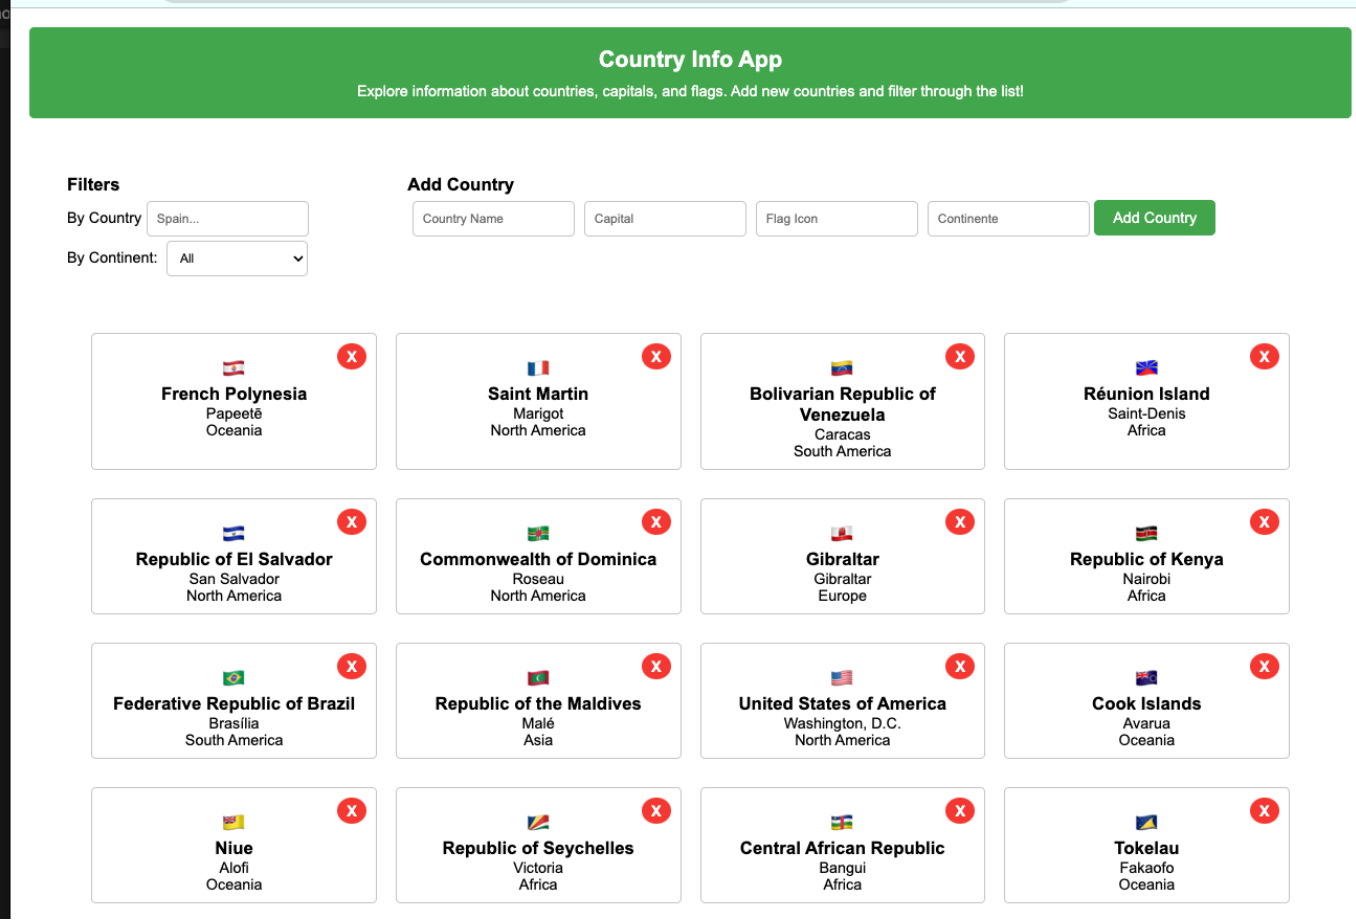 Country Info App
Explore information about countries, capitals, and flags. Add new countries and filter through the list!
Filters
By Country
Spain...
By Continent:
All
Add Country
Country Name
Capital
Flag Icon
Continente
Add Country
X
French Polynesia
Papeetē
Oceania
X
Saint Martin
Marigot
North America
X
Bolivarian Republic of
Venezuela
Caracas
South America
X
Réunion Island
Saint-Denis
Africa
X
Republic of El Salvador
San Salvador
North America
X
Commonwealth of Dominica
Roseau
North America
X
Gibraltar
Gibraltar
Europe
X
Republic of Kenya
Nairobi
Africa
X
Federative Republic of Brazil
Brasília
South America
X
Republic of the Maldives
Malé
Asia
X
United States of America
Washington, D.C.
North America
X
Cook Islands
Avarua
Oceania
X
Niue
Alofi
Oceania
X
Republic of Seychelles
Victoria
Africa
X
Central African Republic
Bangui
Africa
X
Tokelau
Fakaofo
Oceania